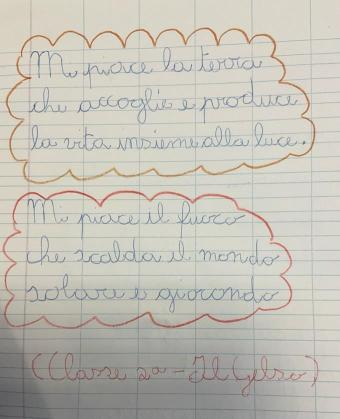 Mi piace la terra
che accoglie e produce
la vita insieme alla luce.
Mi piace il fuoco
che scalda il mondo
solare e giocondo
(Classe 2a - Il Gelso)